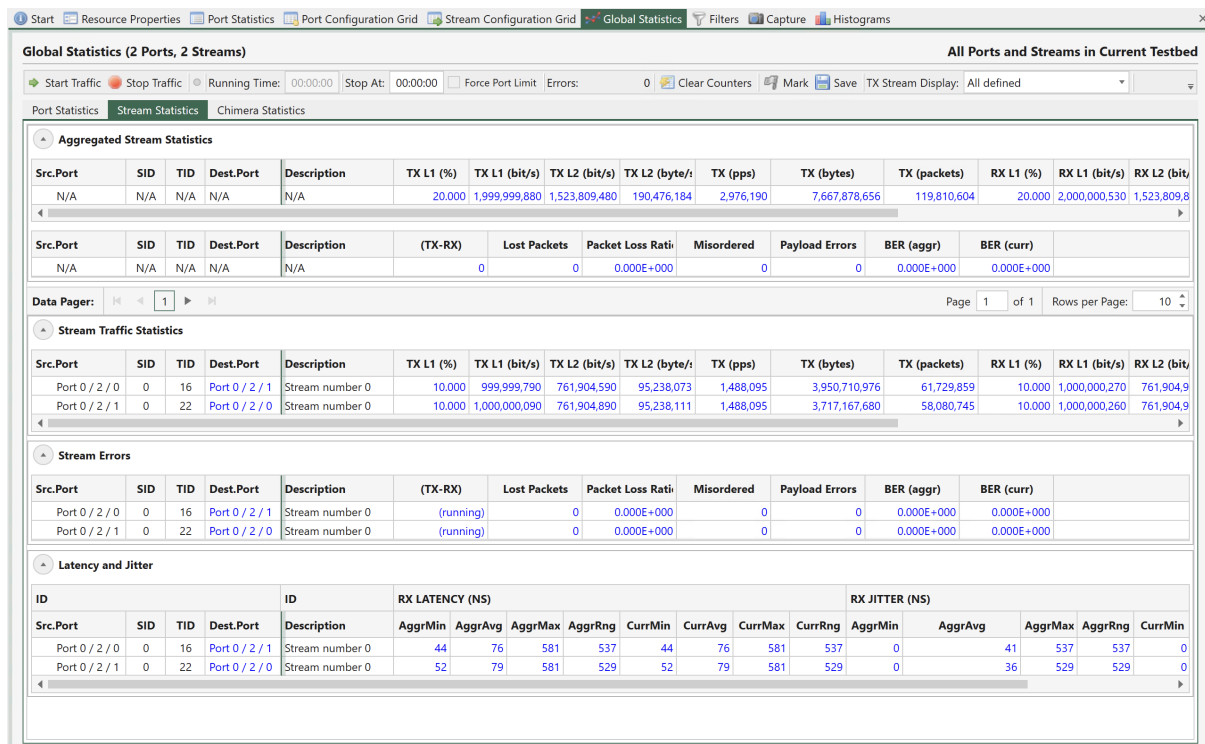 Start Resource Properties Port Statistics Port Configuration Grid Stream Configuration Grid Global Statistics Filters Capture Histograms
Global Statistics (2 Ports, 2 Streams) All Ports and Streams in Current Testbed
Start Traffic Stop Traffic Running Time: 00:00:00 Stop At: 00:00:00 Force Port Limit Errors: 0 Clear Counters Mark Save TX Stream Display: All defined
Port Statistics Stream Statistics Chimera Statistics
Aggregated Stream Statistics
Src.Port SID TID Dest.Port Description TX L1 (%) TX L1 (bit/s) TX L2 (bit/s) TX L2 (byte/s TX (pps) TX (bytes) TX (packets) RX L1 (%) RX L1 (bit/s) RX L2 (bit/
N/A N/A N/A N/A N/A 20.000 1,999,999,880 1,523,809,480 190,476,184 2,976,190 7,667,878,656 119,810,604 20.000 2,000,000,530 1,523,809,8
Src.Port SID TID Dest.Port Description (TX-RX) Lost Packets Packet Loss Rati Misordered Payload Errors BER (aggr) BER (curr)
N/A N/A N/A N/A N/A 0 0 0.000E+000 0 0 0.000E+000 0.000E+000
Data Pager: 1 Page 1 of 1 Rows per Page: 10
Stream Traffic Statistics
Src.Port SID TID Dest.Port Description TX L1 (%) TX L1 (bit/s) TX L2 (bit/s) TX L2 (byte/s TX (pps) TX (bytes) TX (packets) RX L1 (%) RX L1 (bit/s) RX L2 (bit/
Port 0 / 2 / 0 0 16 Port 0 / 2 / 1 Stream number 0 10.000 999,999,790 761,904,590 95,238,073 1,488,095 3,950,710,976 61,729,859 10.000 1,000,000,270 761,904,9
Port 0 / 2 / 1 0 22 Port 0 / 2 / 0 Stream number 0 10.000 1,000,000,090 761,904,890 95,238,111 1,488,095 3,717,167,680 58,080,745 10.000 1,000,000,260 761,904,9
Stream Errors
Src.Port SID TID Dest.Port Description (TX-RX) Lost Packets Packet Loss Rati Misordered Payload Errors BER (aggr) BER (curr)
Port 0 / 2 / 0 0 16 Port 0 / 2 / 1 Stream number 0 (running) 0 0.000E+000 0 0 0.000E+000 0.000E+000
Port 0 / 2 / 1 0 22 Port 0 / 2 / 0 Stream number 0 (running) 0 0.000E+000 0 0 0.000E+000 0.000E+000
Latency and Jitter
ID ID RX LATENCY (NS) RX JITTER (NS)
Src.Port SID TID Dest.Port Description AggrMin AggrAvg AggrMax AggrRng CurrMin CurrAvg CurrMax CurrRng AggrMin AggrAvg AggrMax AggrRng CurrMin
Port 0 / 2 / 0 0 16 Port 0 / 2 / 1 Stream number 0 44 76 581 537 44 76 581 537 0 41 537 537 0
Port 0 / 2 / 1 0 22 Port 0 / 2 / 0 Stream number 0 52 79 581 529 52 79 581 529 0 36 529 529 0